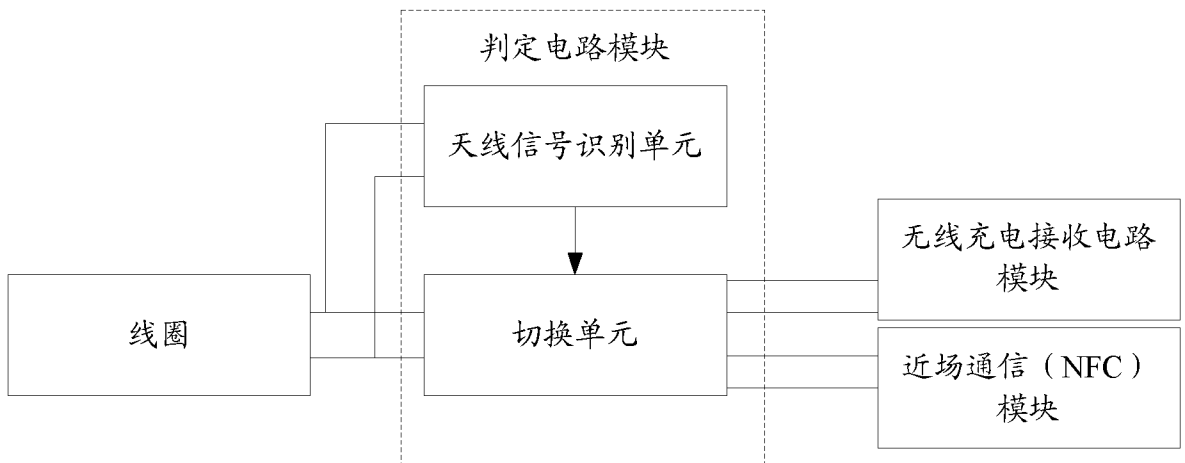 判定电路模块
天线信号识别单元
线圈
切换单元
无线充电接收电路
模块
近场通信（NFC）
模块